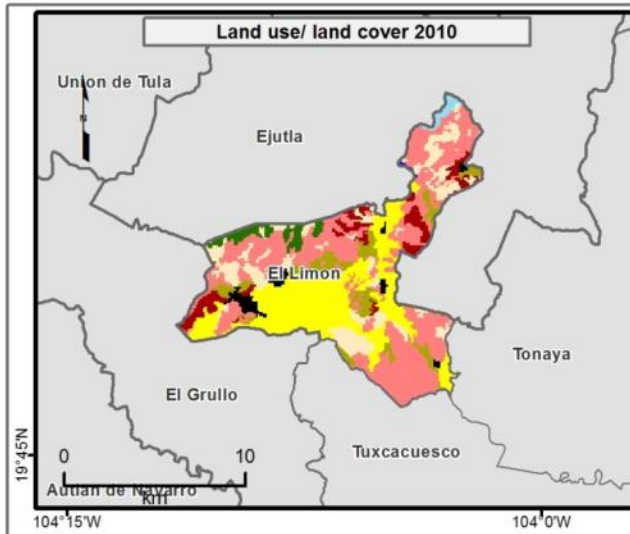 Land use/ land cover 2010
Union de Tula
N
Ejutla
El Limon
Tonaya
El Grullo
19°45'N
0 10
Tuxcacuesco
km
Autlan de Navarro
104°15'W 104°0'W